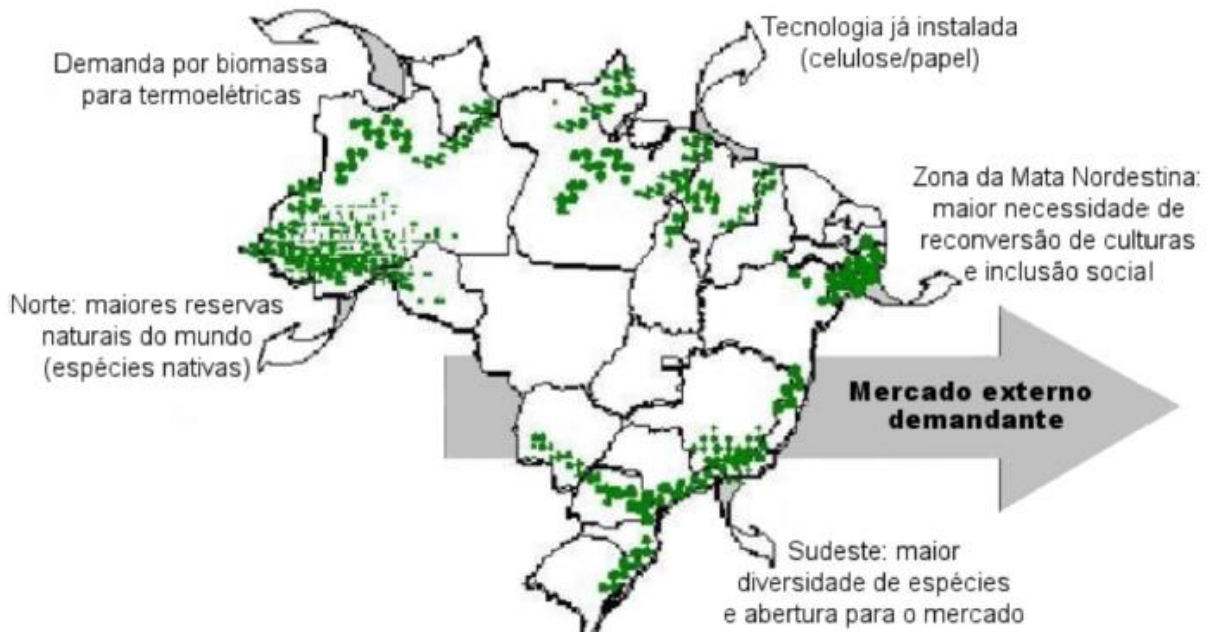 Demanda por biomassa
para termoelétricas
Tecnologia já instalada
(celulose/papel)
Zona da Mata Nordestina:
maior necessidade de
reconversão de culturas
e inclusão social
Norte: maiores reservas
naturais do mundo
(espécies nativas)
Mercado externo
demandante
Sudeste: maior
diversidade de espécies
e abertura para o mercado